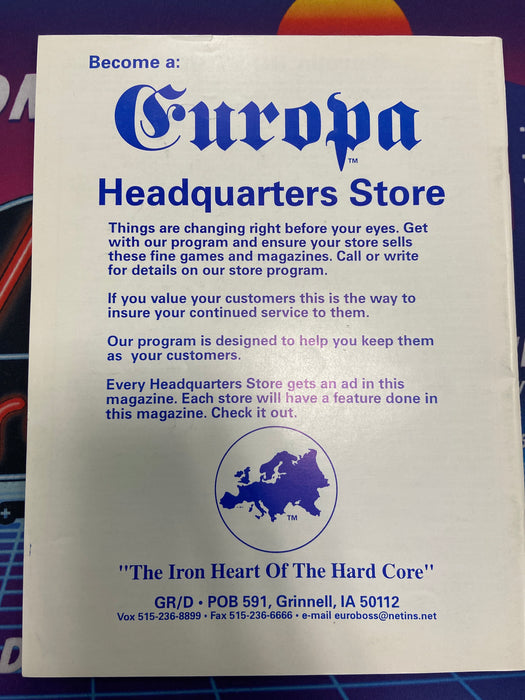 Become a:
Europa
TM
Headquarters Store
Things are changing right before your eyes. Get
with our program and ensure your store sells
these fine games and magazines. Call or write
for details on our store program.
If you value your customers this is the way to
insure your continued service to them.
Our program is designed to help you keep them
as your customers.
Every Headquarters Store gets an ad in this
magazine. Each store will have a feature done in
this magazine. Check it out.
TM
"The Iron Heart Of The Hard Core"
GR/D • POB 591, Grinnell, IA 50112
Vox 515-236-8899 • Fax 515-236-6666 • e-mail euroboss@netins.net